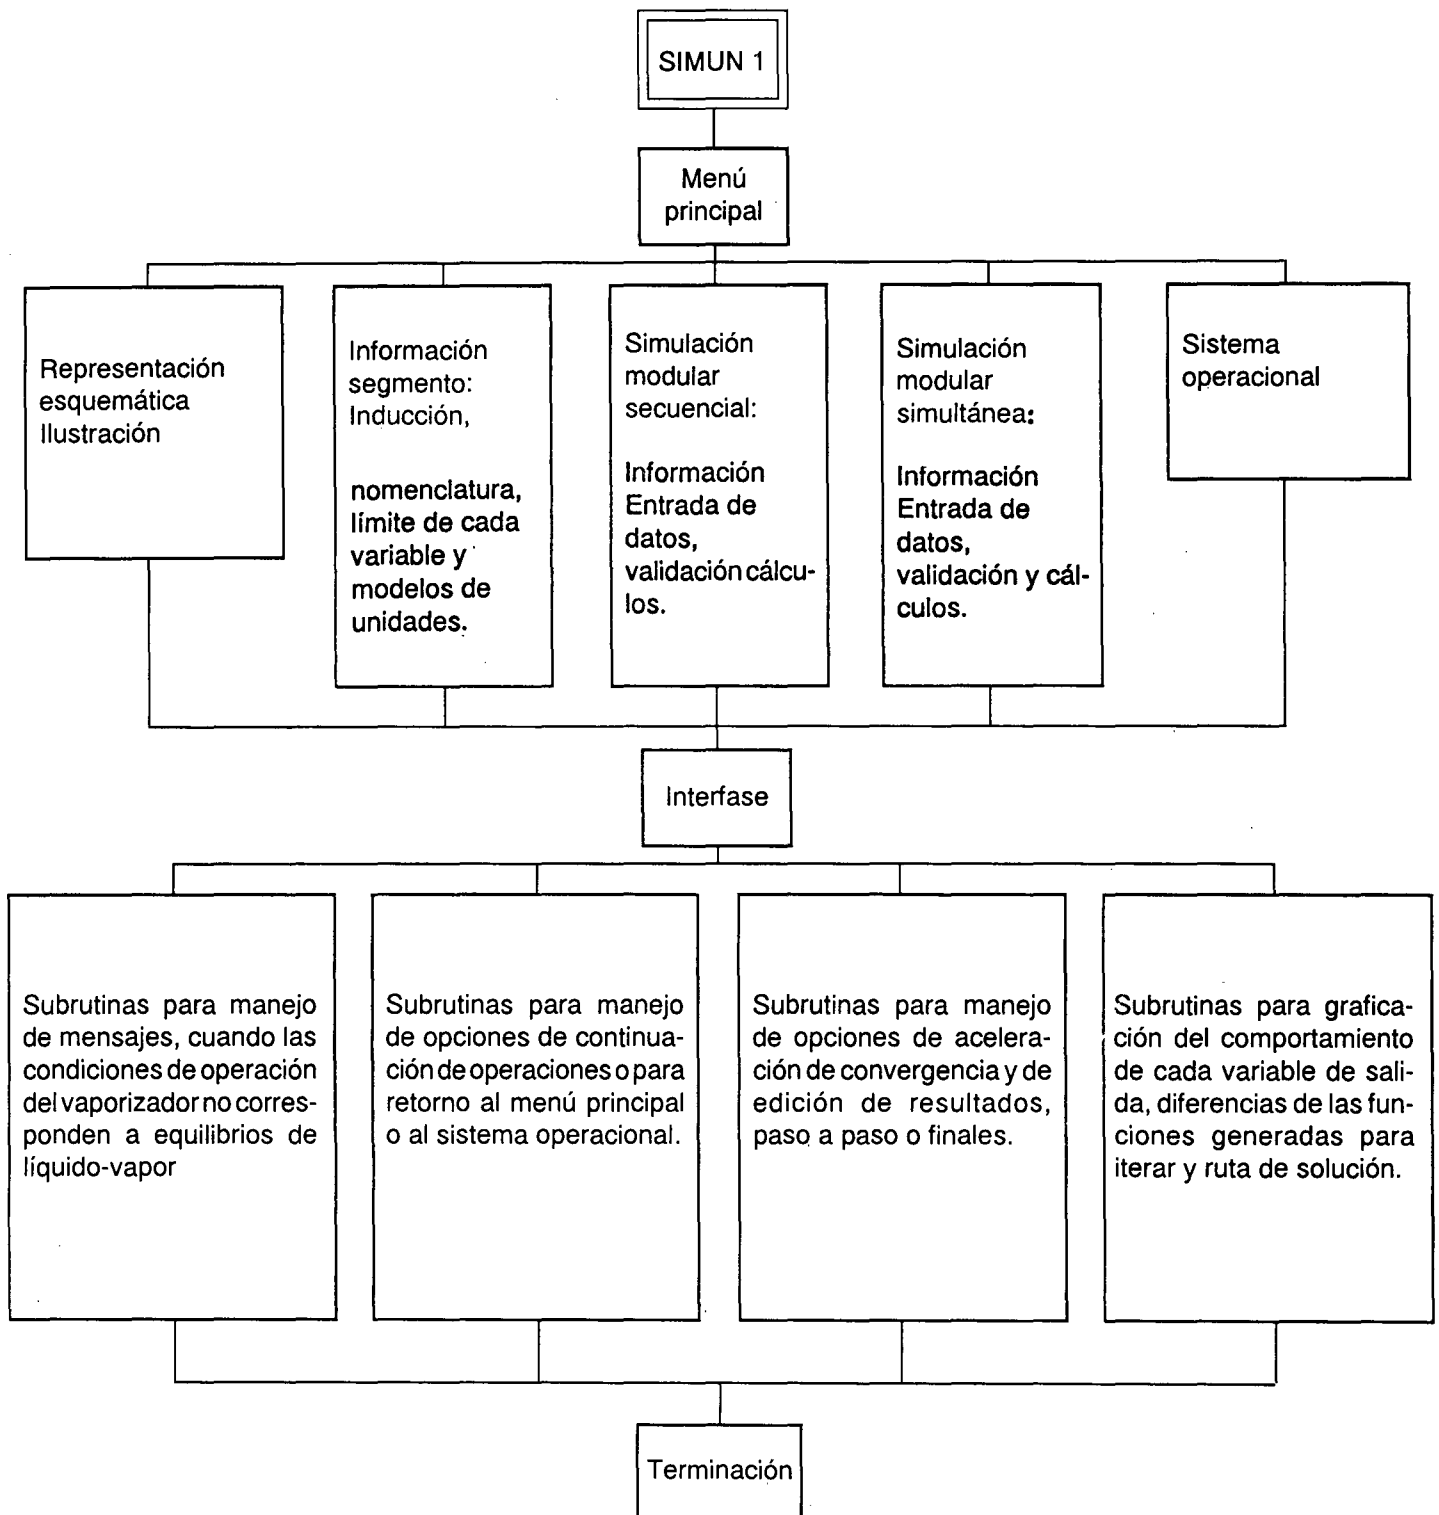 SIMUN 1
Menú
principal
Representación
esquemática
Ilustración
Información
segmento:
Inducción,
nomenclatura,
límite de cada
variable y
modelos de
unidades.
Simulación
modular
secuencial:
Información
Entrada de
datos,
validación cálcu-
los.
Simulación
modular
simultánea:
Información
Entrada de
datos,
validación y cál-
culos.
Sistema
operacional
Interfase
Subrutinas para manejo
de mensajes, cuando las
condiciones de operación
del vaporizador no corres-
ponden a equilibrios de
líquido-vapor
Subrutinas para manejo
de opciones de continua-
ción de operaciones o para
retorno al menú principal
o al sistema operacional.
Subrutinas para manejo
de opciones de acelera-
ción de convergencia y de
edición de resultados,
paso a paso o finales.
Subrutinas para grafica-
ción del comportamiento
de cada variable de sali-
da, diferencias de las fun-
ciones generadas para
iterar y ruta de solución.
Terminación